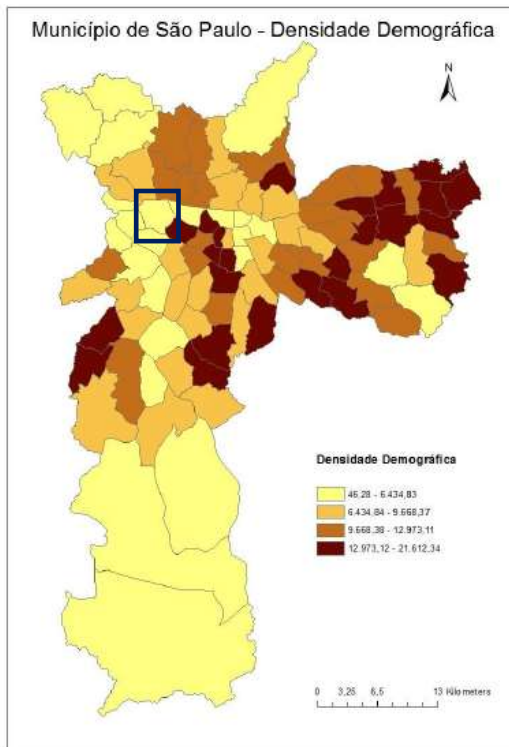 Município de São Paulo - Densidade Demográfica
N
Densidade Demográfica
46,28 - 6.434,83
6.434,84 - 9.668,37
9.668,38 - 12.973,11
12.973,12 - 21.612,34
0 3,25 6,5 13 Kilometers